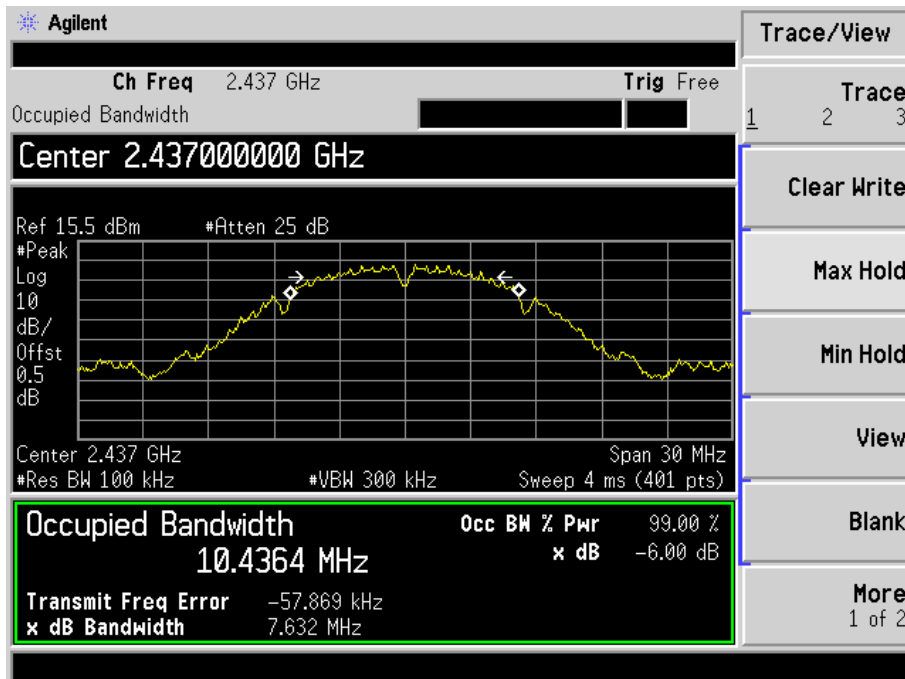 Agilent
Trace/View
Ch Freq 2.437 GHz Trig Free
Occupied Bandwidth
Center 2.437000000 GHz
Ref 15.5 dBm #Atten 25 dB
#Peak
Log
10
dB/
Offst
0.5
dB
Center 2.437 GHz Span 30 MHz
#Res BW 100 kHz #VBW 300 kHz Sweep 4 ms (401 pts)
Occupied Bandwidth
10.4364 MHz
Occ BW % Pwr 99.00 %
x dB -6.00 dB
Transmit Freq Error -57.869 kHz
x dB Bandwidth 7.632 MHz
Trace
1 2 3
Clear Write
Max Hold
Min Hold
View
Blank
More
1 of 2